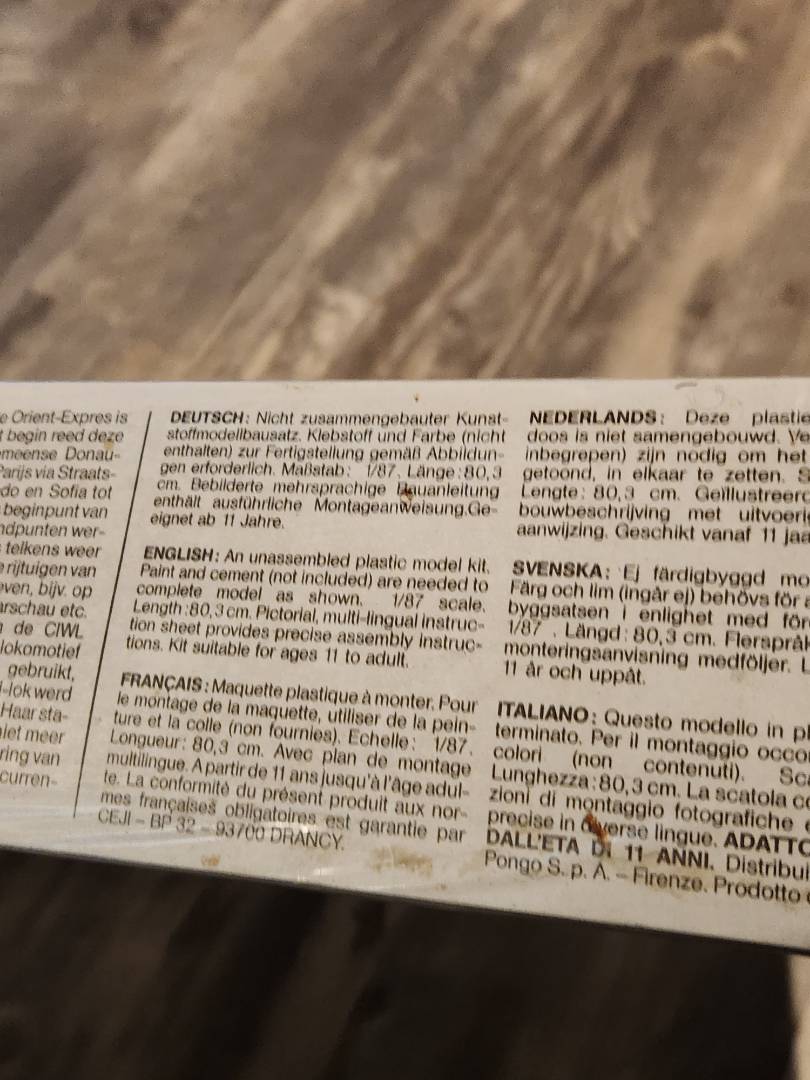 e Orient-Expres is
t begin reed deze
meense Donau-
Parijs via Straats-
do en Sofia tot
beginpunt van
ndpunten wer-
telkens weer
rijtuigen van
even, bijv. op
arschau etc.
de CIWL
lokomotief
gebruikt,
-lok werd
Haar sta-
niet meer
ring van
curren-
DEUTSCH: Nicht zusammengebauter Kunst-
stoffmodellbausatz. Klebstoff und Farbe (nicht
enthalten) zur Fertigstellung gemäß Abbildun-
gen erforderlich. Maßstab: 1/87. Länge: 80,3
cm. Bebilderte mehrsprachige Bauanleitung
enthält ausführliche Montageanweisung. Ge-
eignet ab 11 Jahre.
ENGLISH: An unassembled plastic model kit.
Paint and cement (not included) are needed to
complete model as shown. 1/87 scale.
Length: 80,3 cm. Pictorial, multi-lingual instruc-
tion sheet provides precise assembly instruc-
tions. Kit suitable for ages 11 to adult.
FRANÇAIS: Maquette plastique à monter. Pour
le montage de la maquette, utiliser de la pein-
ture et la colle (non fournies). Echelle: 1/87.
Longueur: 80,3 cm. Avec plan de montage
multilingue. A partir de 11 ans jusqu'à l'âge adul-
te. La conformité du présent produit aux nor-
mes françaises obligatoires est garantie par
CEJI – BP 32 – 93700 DRANCY.
NEDERLANDS: Deze plastie
doos is niet samengebouwd. Ve
inbegrepen) zijn nodig om het
getoond, in elkaar te zetten. S
Lengte: 80,3 cm. Geïllustreerd
bouwbeschrijving met uitvoeri
aanwijzing. Geschikt vanaf 11 jaa
SVENSKA: Ej färdigbyggd mo
Färg och lim (ingår ej) behövs för a
byggsatsen i enlighet med för
1/87. Längd: 80,3 cm. Flerspråk
monteringsanvisning medföljer. L
11 år och uppåt.
ITALIANO: Questo modello in pl
terminato. Per il montaggio occo
colori (non contenuti). Sca
Lunghezza: 80,3 cm. La scatola co
zioni di montaggio fotografiche e
precise in diverse lingue. ADATTO
DALL'ETA DI 11 ANNI. Distribui
Pongo S. p. A. – Firenze. Prodotto